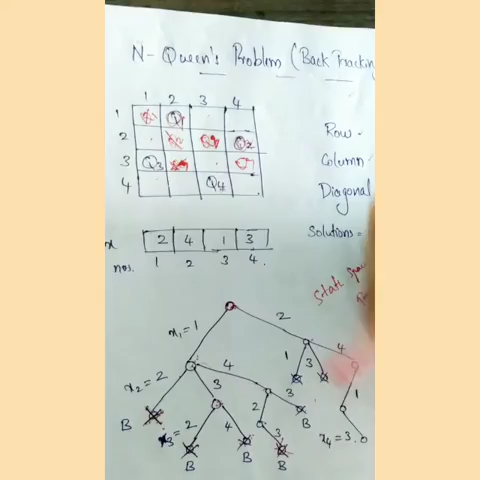 N- Queen's Problem (Back Tracking
1 2 3 4
1 Q1
2 Q2
3 Q3
4 Q4
Row -
Column -
Diagonal
Solutions =
x 2 4 1 3
nos. 1 2 3 4.
State Space
x1=1 2
x2=2 3 4 1 3 4
B x3=2 4 2 3 1
B B B 3 B x4=3